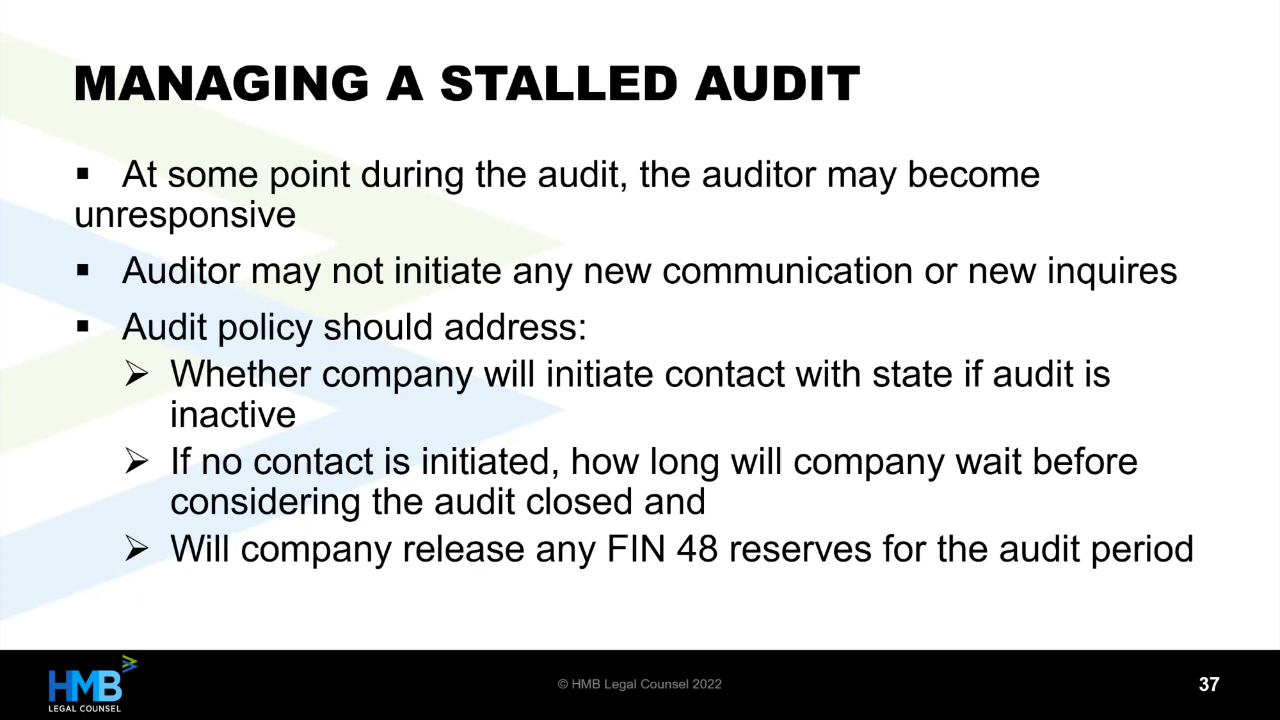 MANAGING A STALLED AUDIT
▪ At some point during the audit, the auditor may become
unresponsive
▪ Auditor may not initiate any new communication or new inquires
▪ Audit policy should address:
➢ Whether company will initiate contact with state if audit is
inactive
➢ If no contact is initiated, how long will company wait before
considering the audit closed and
➢ Will company release any FIN 48 reserves for the audit period
HMB
LEGAL COUNSEL
© HMB Legal Counsel 2022
37